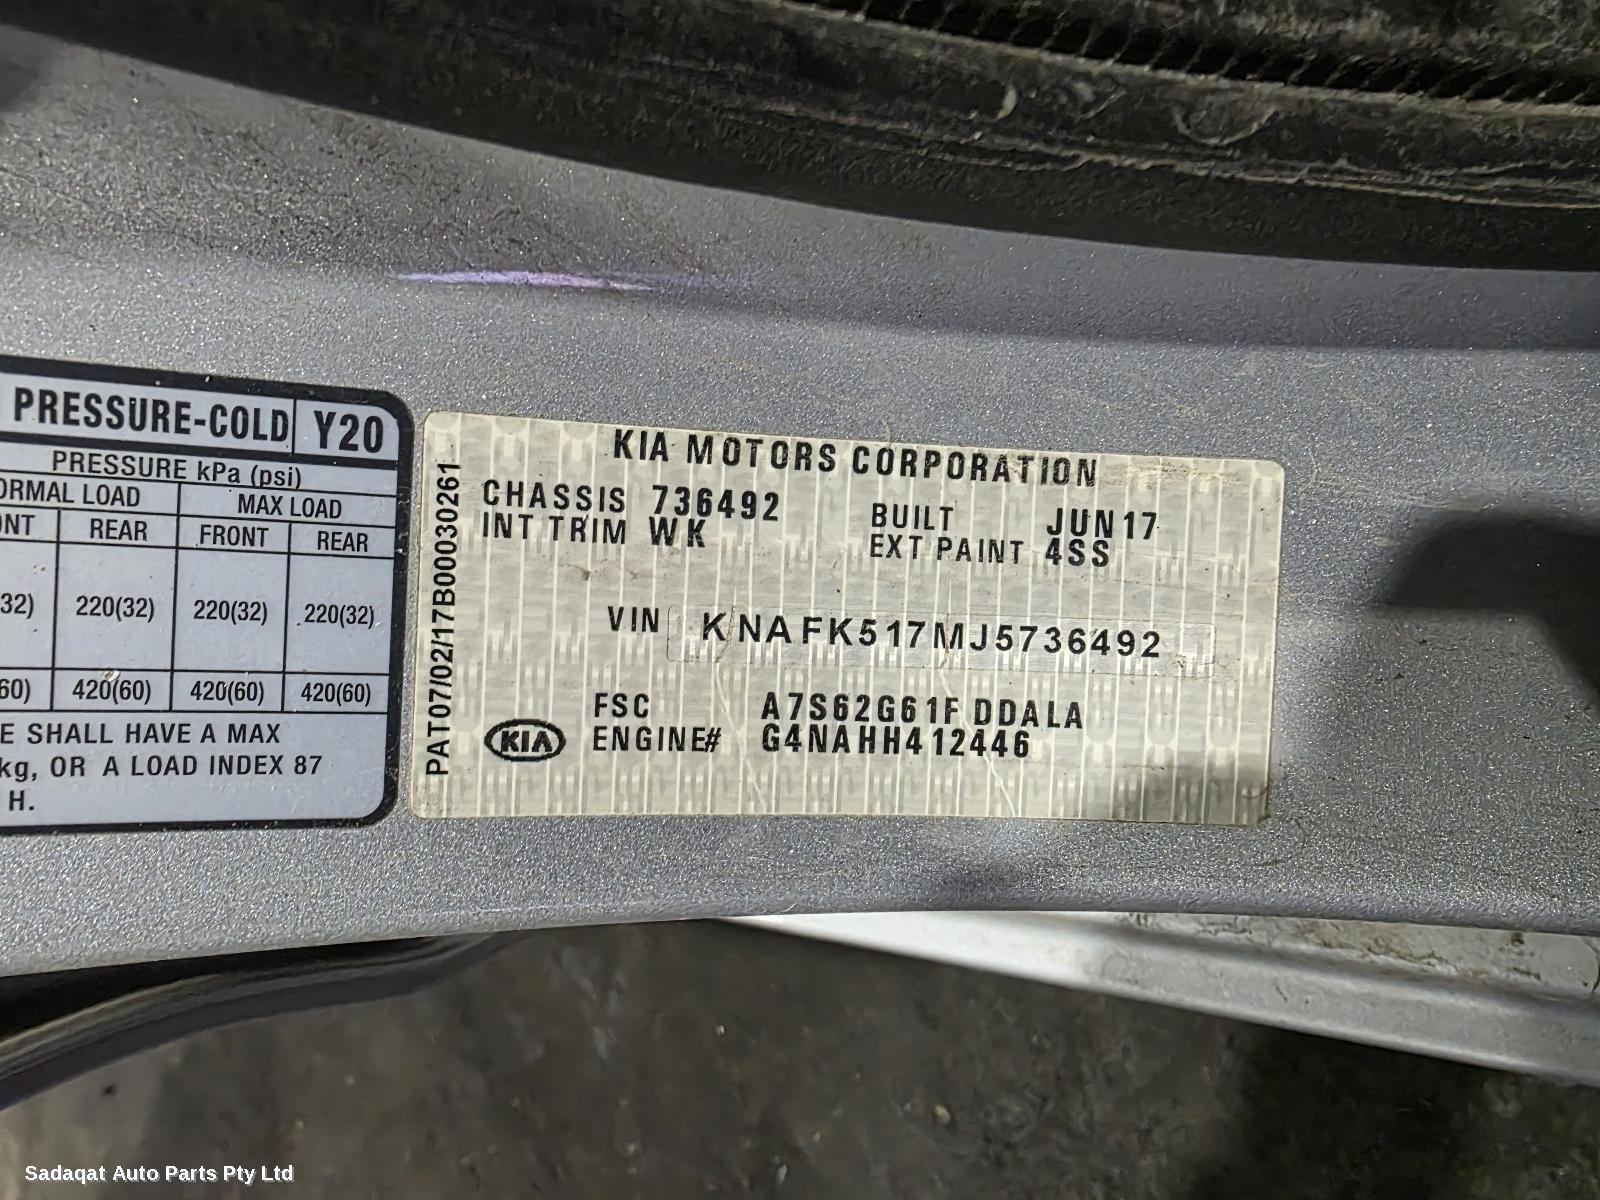 PRESSURE-COLD Y20
PRESSURE kPa (psi)
LOAD MAX LOAD
REAR FRONT REAR
32) 220(32) 220(32) 220(32)
60) 420(60) 420(60) 420(60)
E SHALL HAVE A MAX
kg, OR A LOAD INDEX 87
H.
PAT07/02/17B00030261
KIA MOTORS CORPORATION
CHASSIS 736492
INT TRIM WK
BUILT JUN 17
EXT PAINT 4SS
VIN KNAFK517MJ5736492
FSC A7S62G61F DDALA
KIA ENGINE# G4NAHH412446
Sadaqat Auto Parts Pty Ltd